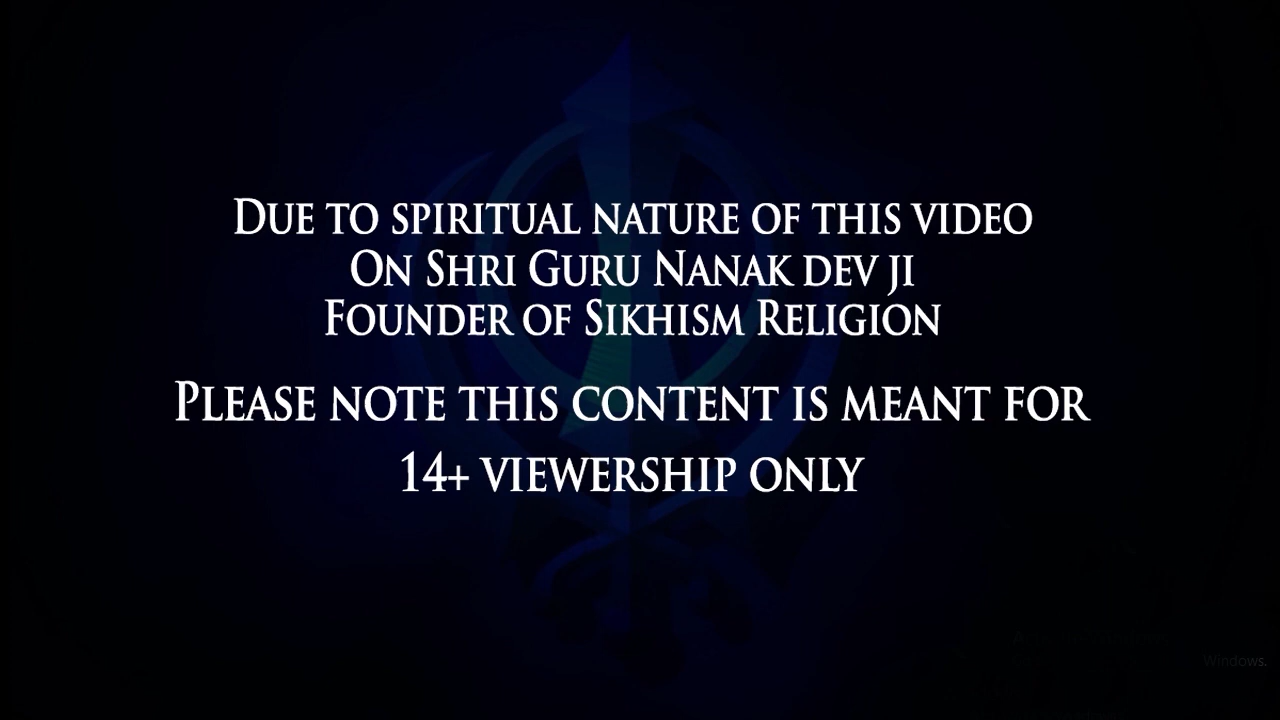 Due to spiritual nature of this video
On Shri Guru Nanak dev ji
Founder of Sikhism Religion
Please note this content is meant for
14+ viewership only
Windows.